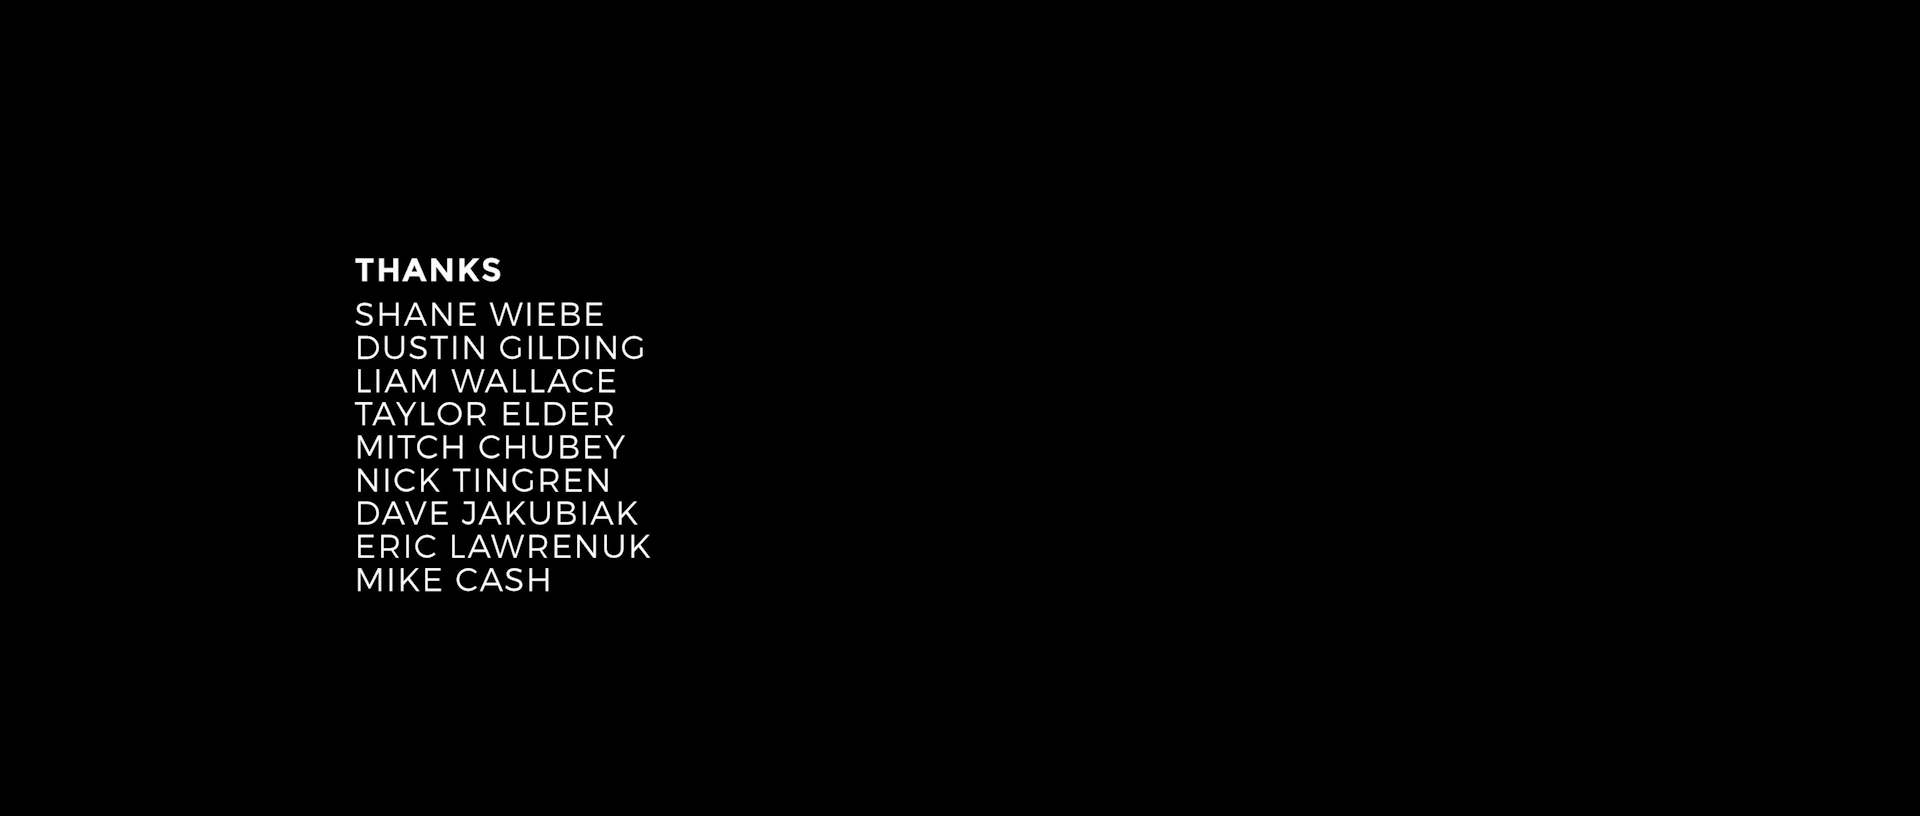 THANKS
SHANE WIEBE
DUSTIN GILDING
LIAM WALLACE
TAYLOR ELDER
MITCH CHUBEY
NICK TINGREN
DAVE JAKUBIAK
ERIC LAWRENUK
MIKE CASH